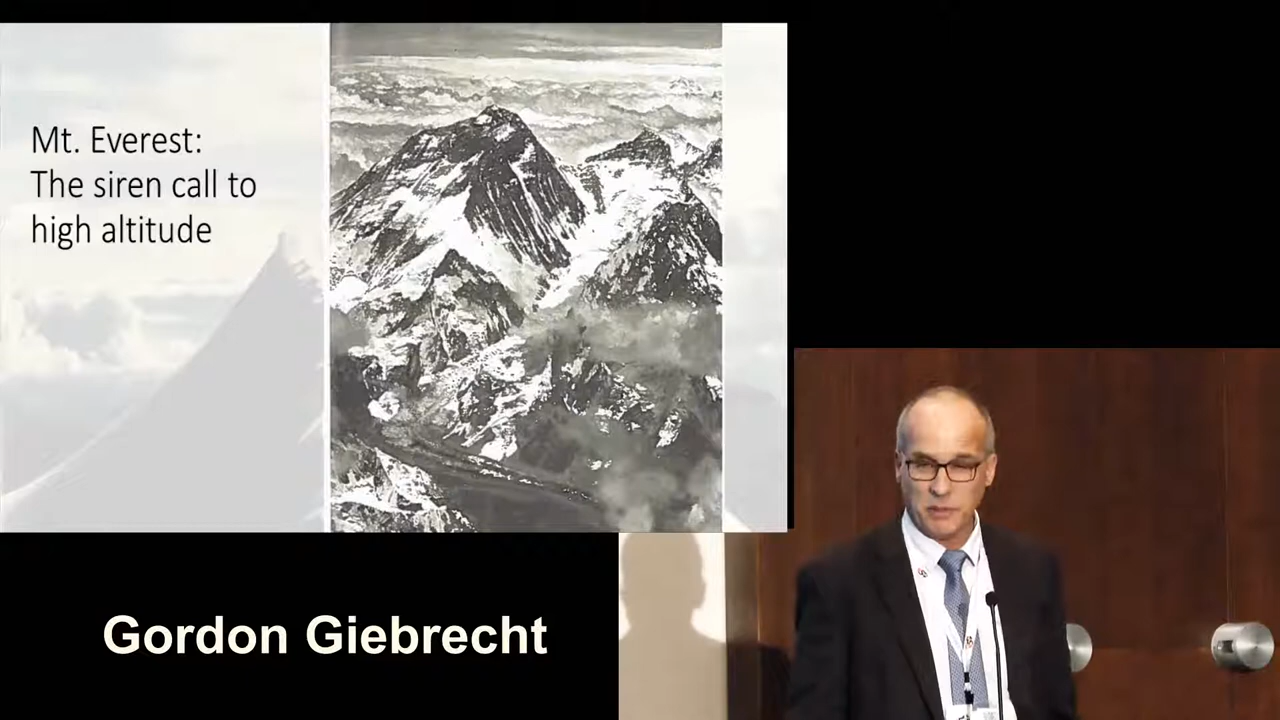 Mt. Everest:
The siren call to
high altitude
Gordon Giebrecht